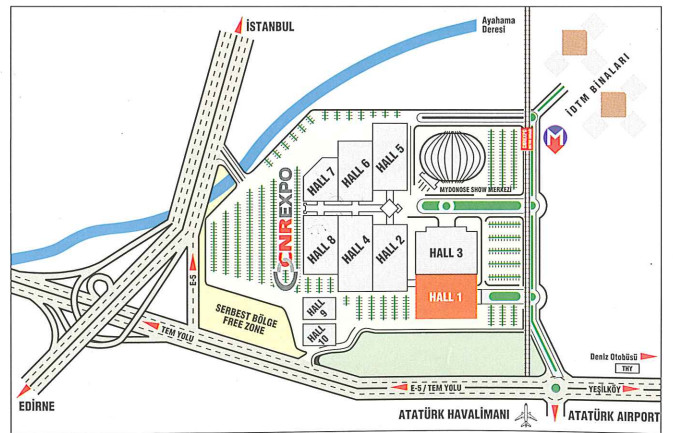 İSTANBUL
Ayahama
Deresi
İDTM BİNALARI
M
HALL 5
HALL 6
HALL 7
MYDONOSE SHOW MERKEZİ
CNREXPO
HALL 8
HALL 4
HALL 2
HALL 3
HALL 1
HALL
9
HALL
10
E-5
SERBEST BÖLGE
FREE ZONE
TEM YOLU
Deniz Otobüsü
THY
E-5 / TEM YOLU
YEŞİLKÖY
EDİRNE
ATATÜRK HAVALİMANI
ATATÜRK AIRPORT